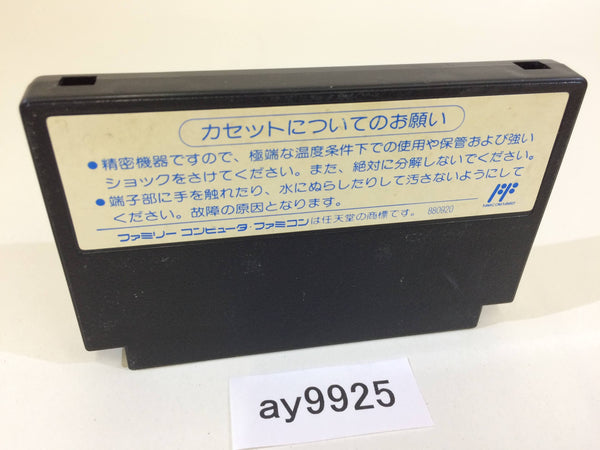 カセットについてのお願い
●精密機器ですので、極端な温度条件下での使用や保管および強い
ショックをさけてください。また、絶対に分解しないでください。
●端子部に手を触れたり、水にぬらしたりして汚さないようにして
ください。故障の原因となります。
ファミリー コンピュータ・ファミコンは任天堂の商標です。 880920
ay9925